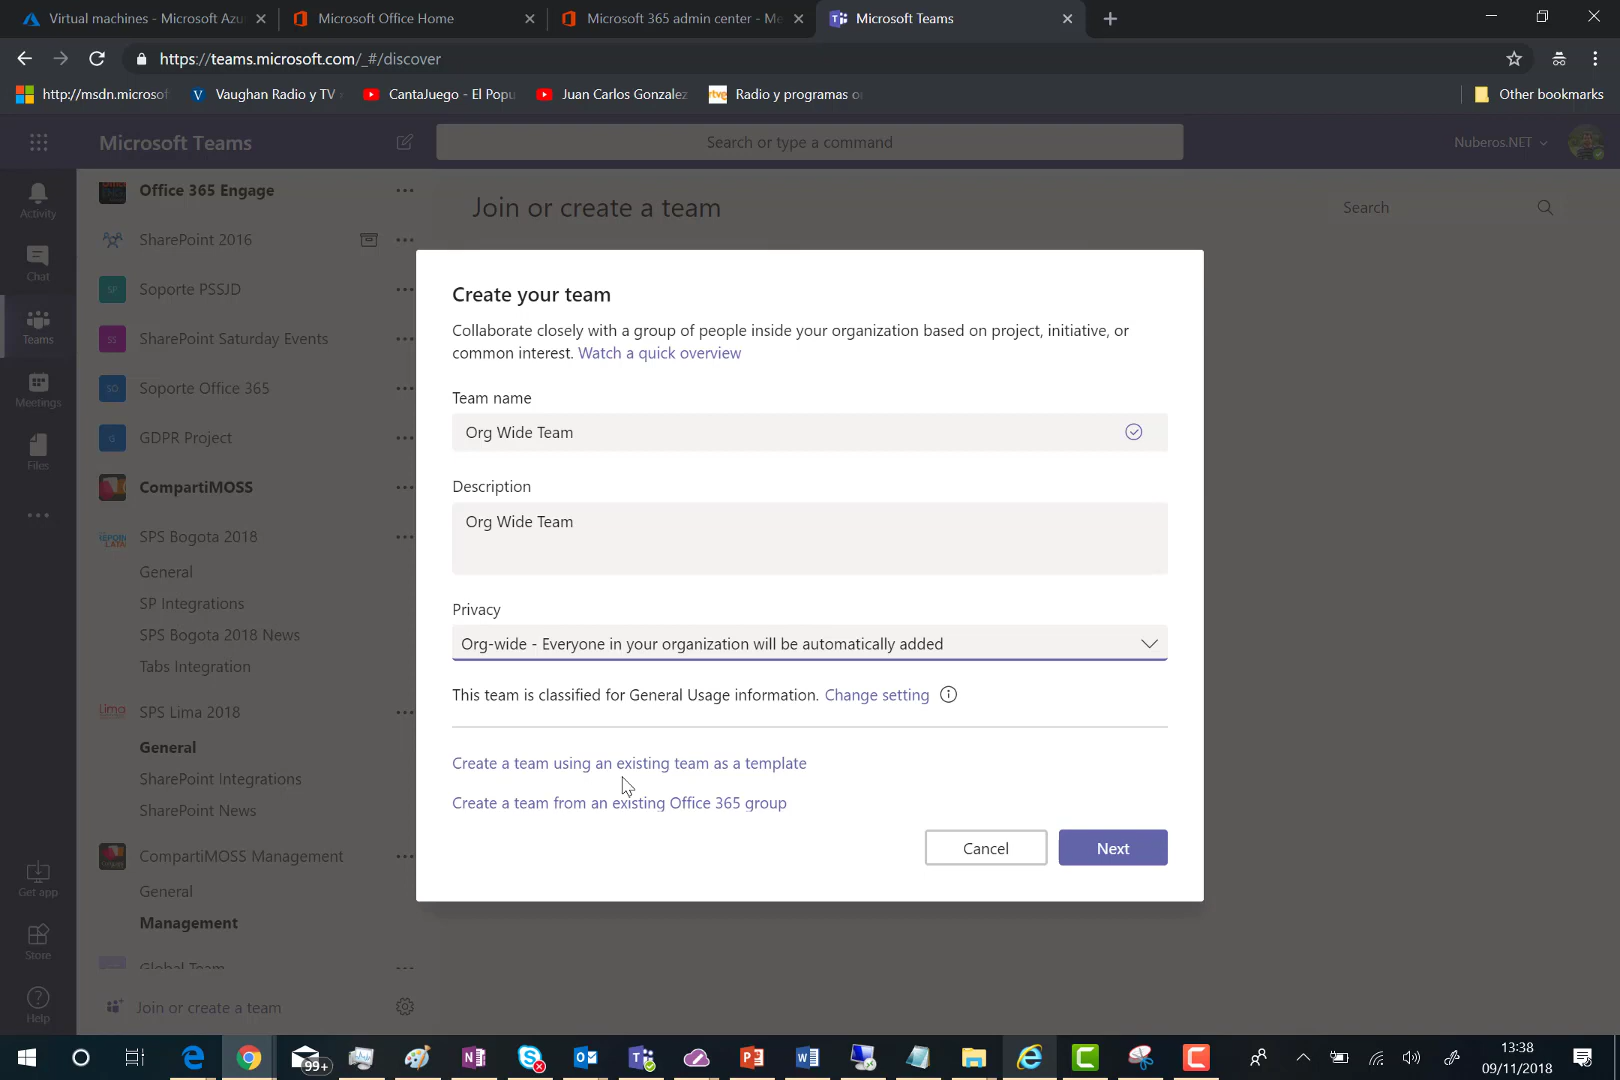 Virtual machines - Microsoft Azu
Microsoft Office Home
Microsoft 365 admin center - Me
Microsoft Teams
https://teams.microsoft.com/_#/discover
http://msdn.microsof
Vaughan Radio y TV
CantaJuego - El Popu
Juan Carlos Gonzalez
rtve
Radio y programas o
Other bookmarks
Microsoft Teams
Search or type a command
Nuberos.NET
Activity
Chat
Teams
Meetings
Files
Get app
Store
Help
Office 365 Engage
SharePoint 2016
SP
Soporte PSSJD
SS
SharePoint Saturday Events
SO
Soporte Office 365
GDPR Project
CompartiMOSS
SPS Bogota 2018
General
SP Integrations
SPS Bogota 2018 News
Tabs Integration
Lima
SPS Lima 2018
General
SharePoint Integrations
SharePoint News
CompartiMOSS Management
General
Management
Global Team
Join or create a team
Join or create a team
Search
Create your team
Collaborate closely with a group of people inside your organization based on project, initiative, or
common interest. Watch a quick overview
Team name
Org Wide Team
Description
Org Wide Team
Privacy
Org-wide - Everyone in your organization will be automatically added
This team is classified for General Usage information. Change setting
Create a team using an existing team as a template
Create a team from an existing Office 365 group
Cancel
Next
99+
13:38
09/11/2018